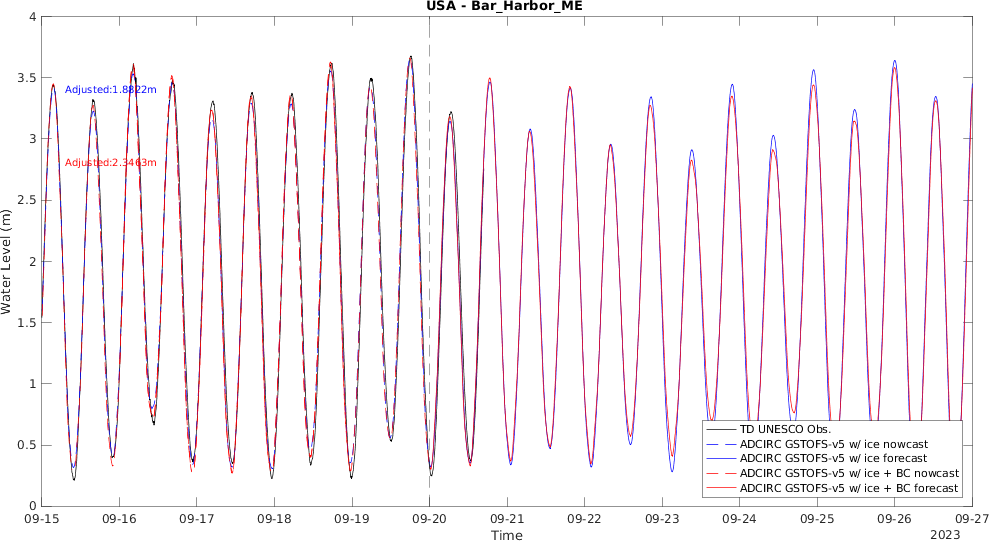 USA - Bar_Harbor_ME
4
3.5
3
2.5
2
1.5
1
0.5
0
Water Level (m)
Adjusted:1.8822m
Adjusted:2.3463m
TD UNESCO Obs.
ADCIRC GSTOFS-v5 w/ ice nowcast
ADCIRC GSTOFS-v5 w/ ice forecast
ADCIRC GSTOFS-v5 w/ ice + BC nowcast
ADCIRC GSTOFS-v5 w/ ice + BC forecast
09-15 09-16 09-17 09-18 09-19 09-20 09-21 09-22 09-23 09-24 09-25 09-26 09-27
Time
2023